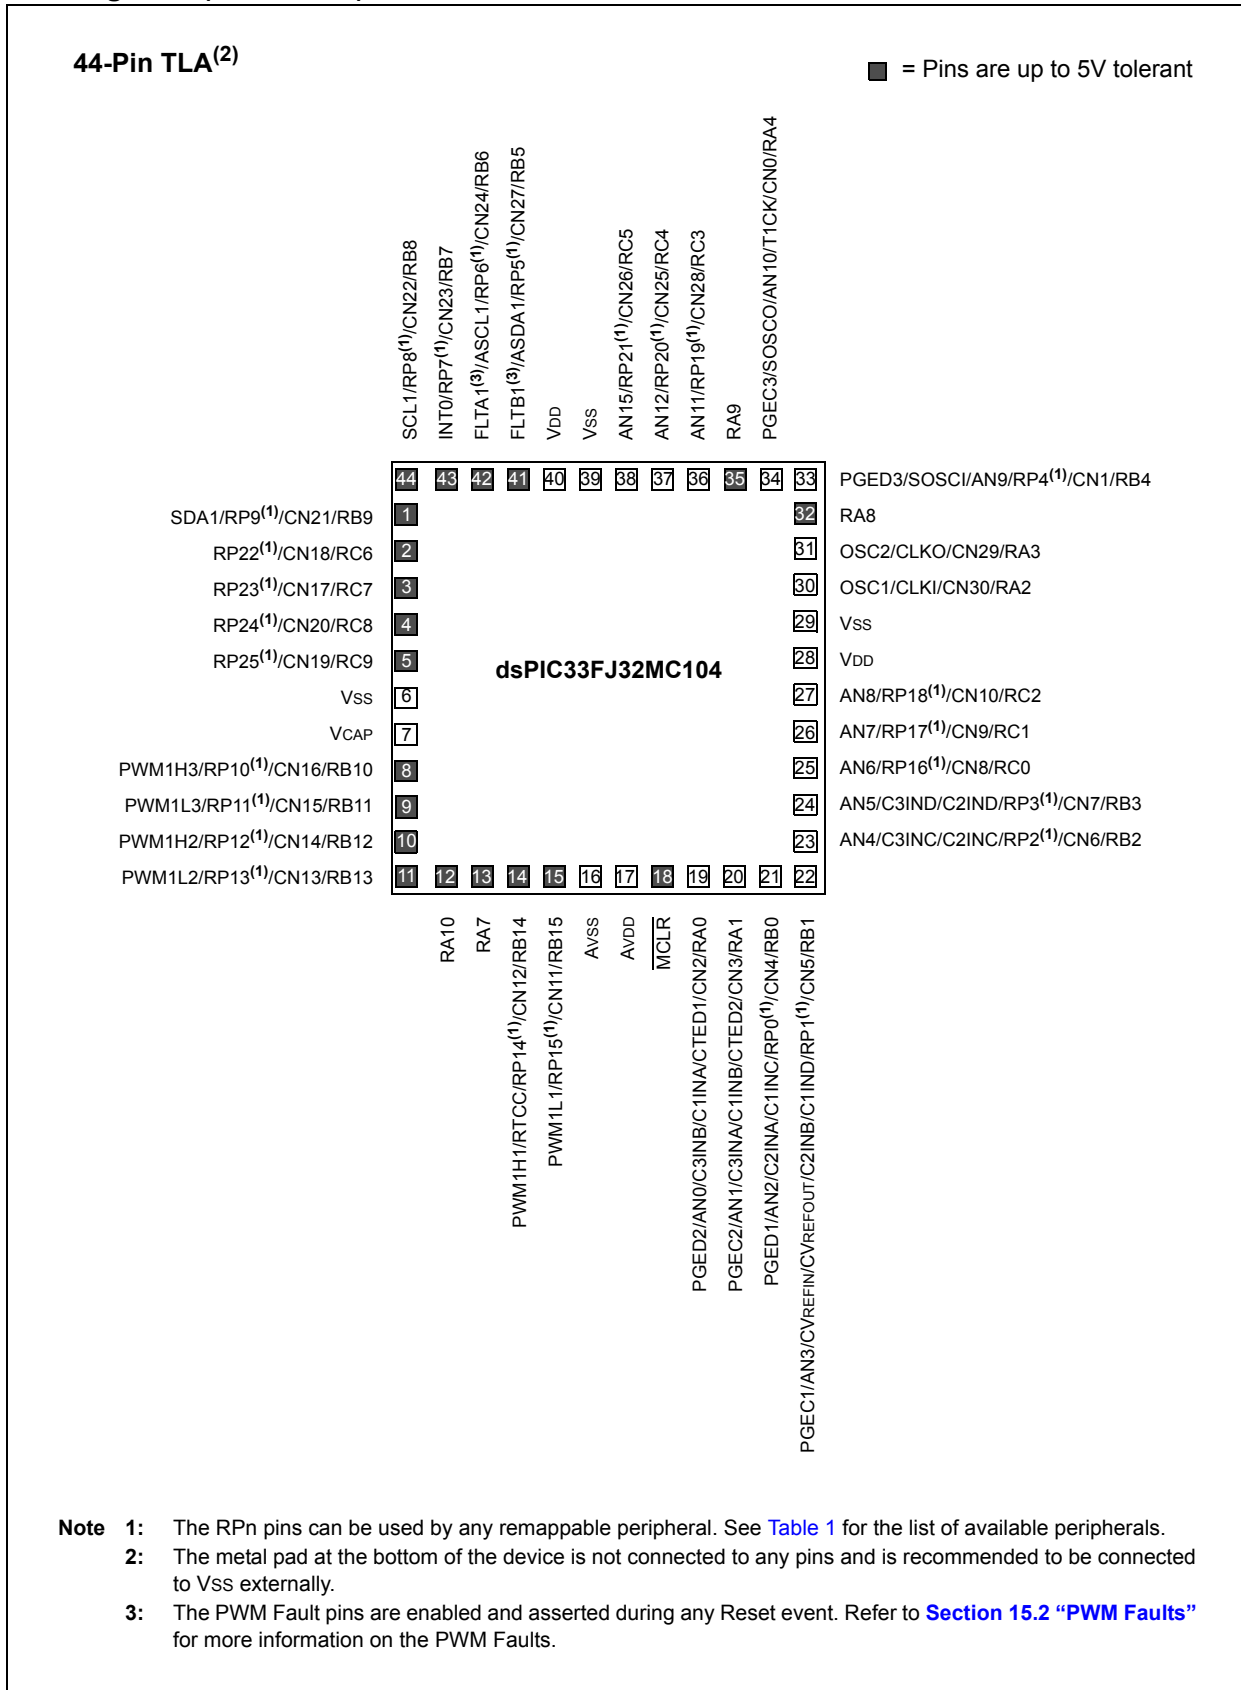 44-Pin TLA(2)
= Pins are up to 5V tolerant
SCL1/RP8(1)/CN22/RB8
INT0/RP7(1)/CN23/RB7
FLTA1(3)/ASCL1/RP6(1)/CN24/RB6
FLTB1(3)/ASDA1/RP5(1)/CN27/RB5
VDD
VSS
AN15/RP21(1)/CN26/RC5
AN12/RP20(1)/CN25/RC4
AN11/RP19(1)/CN28/RC3
RA9
PGEC3/SOSCO/AN10/T1CK/CN0/RA4
44 43 42 41 40 39 38 37 36 35 34 33 PGED3/SOSCI/AN9/RP4(1)/CN1/RB4
SDA1/RP9(1)/CN21/RB9 1 32 RA8
RP22(1)/CN18/RC6 2 31 OSC2/CLKO/CN29/RA3
RP23(1)/CN17/RC7 3 30 OSC1/CLKI/CN30/RA2
RP24(1)/CN20/RC8 4 29 VSS
RP25(1)/CN19/RC9 5 28 VDD
dsPIC33FJ32MC104
VSS 6 27 AN8/RP18(1)/CN10/RC2
VCAP 7 26 AN7/RP17(1)/CN9/RC1
PWM1H3/RP10(1)/CN16/RB10 8 25 AN6/RP16(1)/CN8/RC0
PWM1L3/RP11(1)/CN15/RB11 9 24 AN5/C3IND/C2IND/RP3(1)/CN7/RB3
PWM1H2/RP12(1)/CN14/RB12 10 23 AN4/C3INC/C2INC/RP2(1)/CN6/RB2
PWM1L2/RP13(1)/CN13/RB13 11 12 13 14 15 16 17 18 19 20 21 22
RA10
RA7
PWM1H1/RTCC/RP14(1)/CN12/RB14
PWM1L1/RP15(1)/CN11/RB15
AVSS
AVDD
MCLR
PGED2/AN0/C3INB/C1INA/CTED1/CN2/RA0
PGEC2/AN1/C3INA/C1INB/CTED2/CN3/RA1
PGED1/AN2/C2INA/C1INC/RP0(1)/CN4/RB0
PGEC1/AN3/CVREFIN/CVREFOUT/C2INB/C1IND/RP1(1)/CN5/RB1
Note 1: The RPn pins can be used by any remappable peripheral. See Table 1 for the list of available peripherals.
2: The metal pad at the bottom of the device is not connected to any pins and is recommended to be connected
to VSS externally.
3: The PWM Fault pins are enabled and asserted during any Reset event. Refer to Section 15.2 “PWM Faults”
for more information on the PWM Faults.